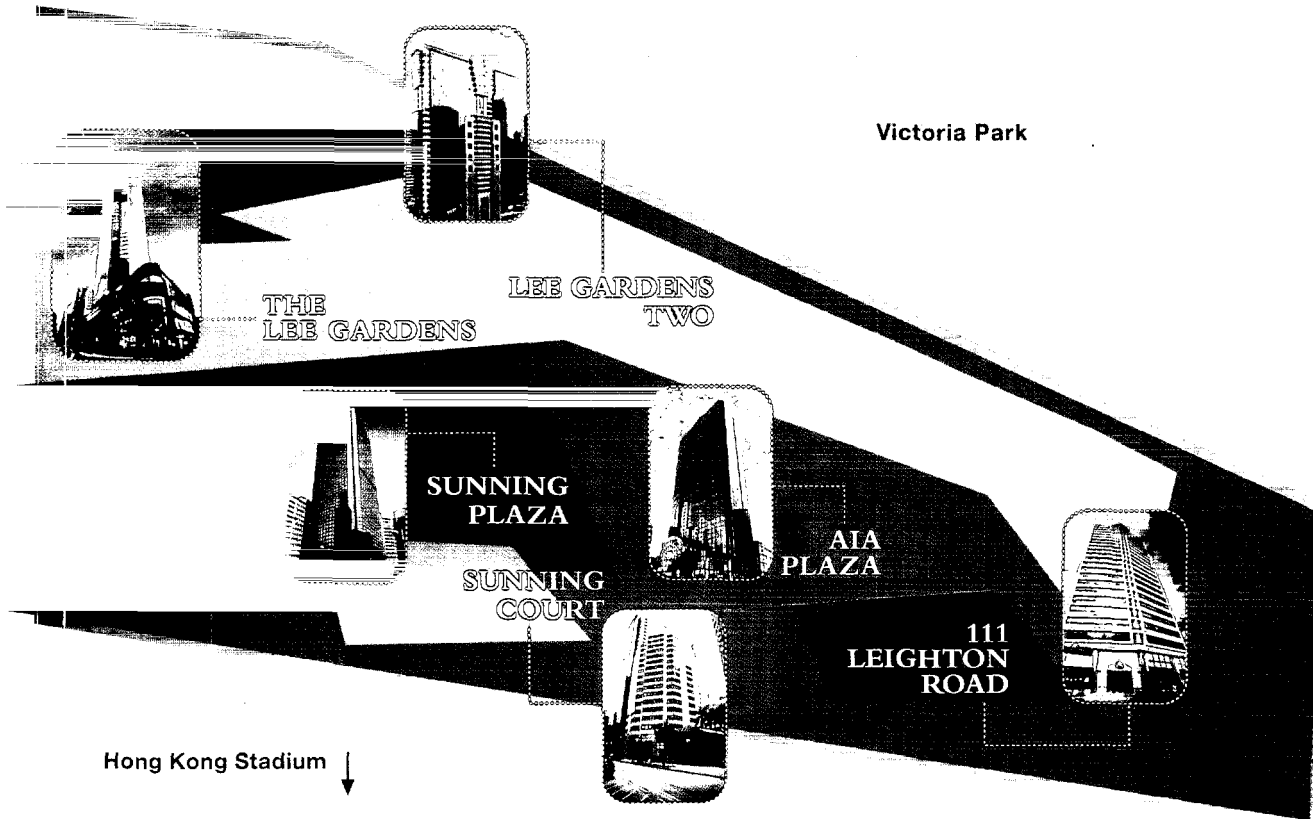 Victoria Park
LEE GARDENS
TWO
THE
LEE GARDENS
SUNNING
PLAZA
AIA
PLAZA
SUNNING
COURT
111
LEIGHTON
ROAD
Hong Kong Stadium